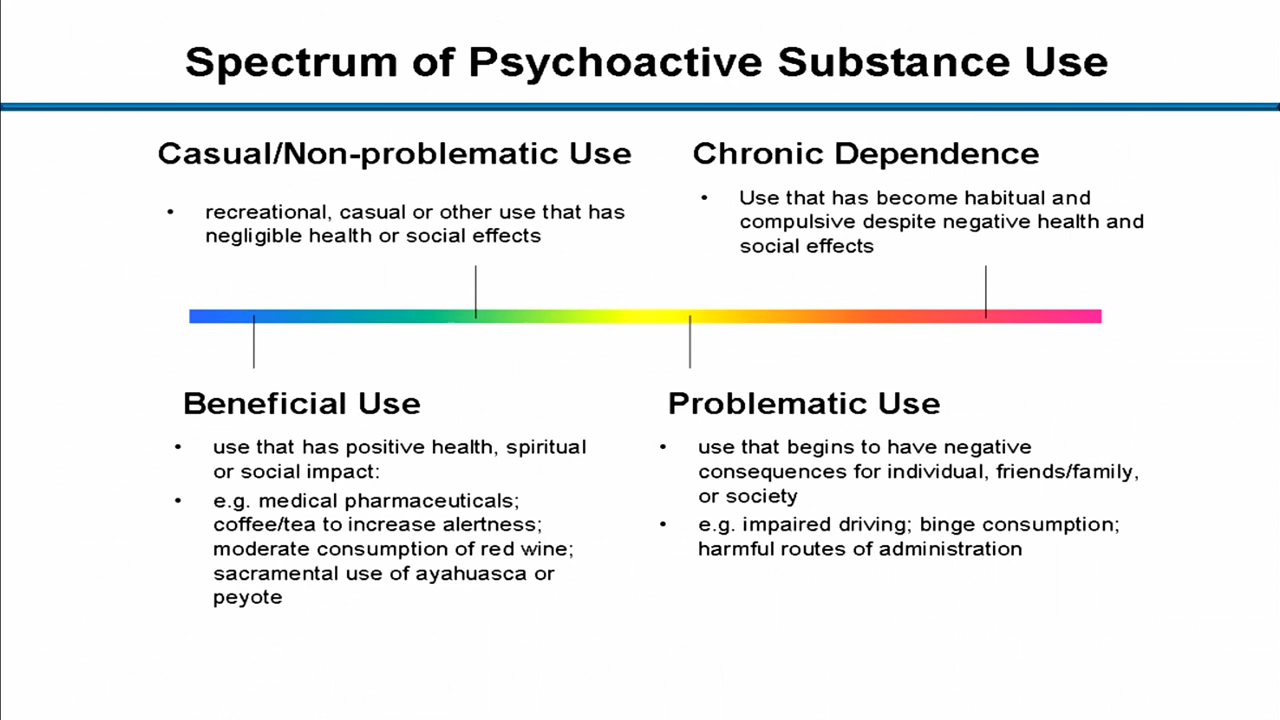 Spectrum of Psychoactive Substance Use
Casual/Non-problematic Use
• recreational, casual or other use that has
negligible health or social effects
Chronic Dependence
• Use that has become habitual and
compulsive despite negative health and
social effects
Beneficial Use
• use that has positive health, spiritual
or social impact:
• e.g. medical pharmaceuticals;
coffee/tea to increase alertness;
moderate consumption of red wine;
sacramental use of ayahuasca or
peyote
Problematic Use
• use that begins to have negative
consequences for individual, friends/family,
or society
• e.g. impaired driving; binge consumption;
harmful routes of administration